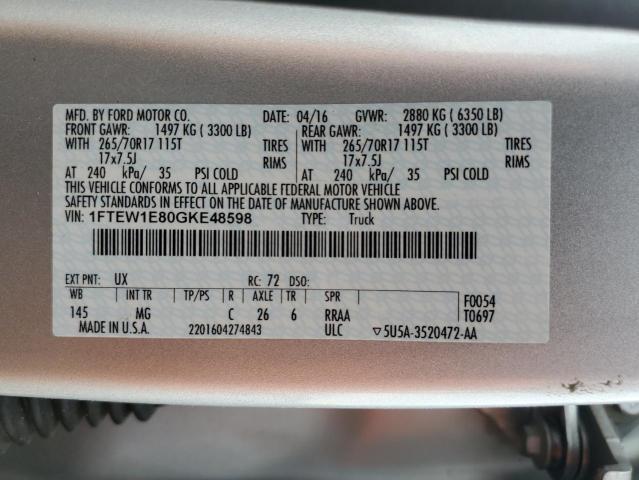 MFD. BY FORD MOTOR CO. DATE: 04/16 GVWR: 2880 KG ( 6350 LB)
FRONT GAWR: 1497 KG ( 3300 LB) REAR GAWR: 1497 KG ( 3300 LB)
WITH 265/70R17 115T TIRES WITH 265/70R17 115T TIRES
17x7.5J RIMS 17x7.5J RIMS
AT 240 kPa/ 35 PSI COLD AT 240 kPa/ 35 PSI COLD
THIS VEHICLE CONFORMS TO ALL APPLICABLE FEDERAL MOTOR VEHICLE
SAFETY STANDARDS IN EFFECT ON THE DATE OF MANUFACTURE SHOWN ABOVE.
VIN: 1FTEW1E80GKE48598 TYPE: Truck
EXT PNT: UX RC: 72 DSO:
WB INT TR TP/PS R AXLE TR SPR F0054
145 MG C 26 6 RRAA T0697
MADE IN U.S.A. 2201604274843 ULC ▽5U5A-3520472-AA